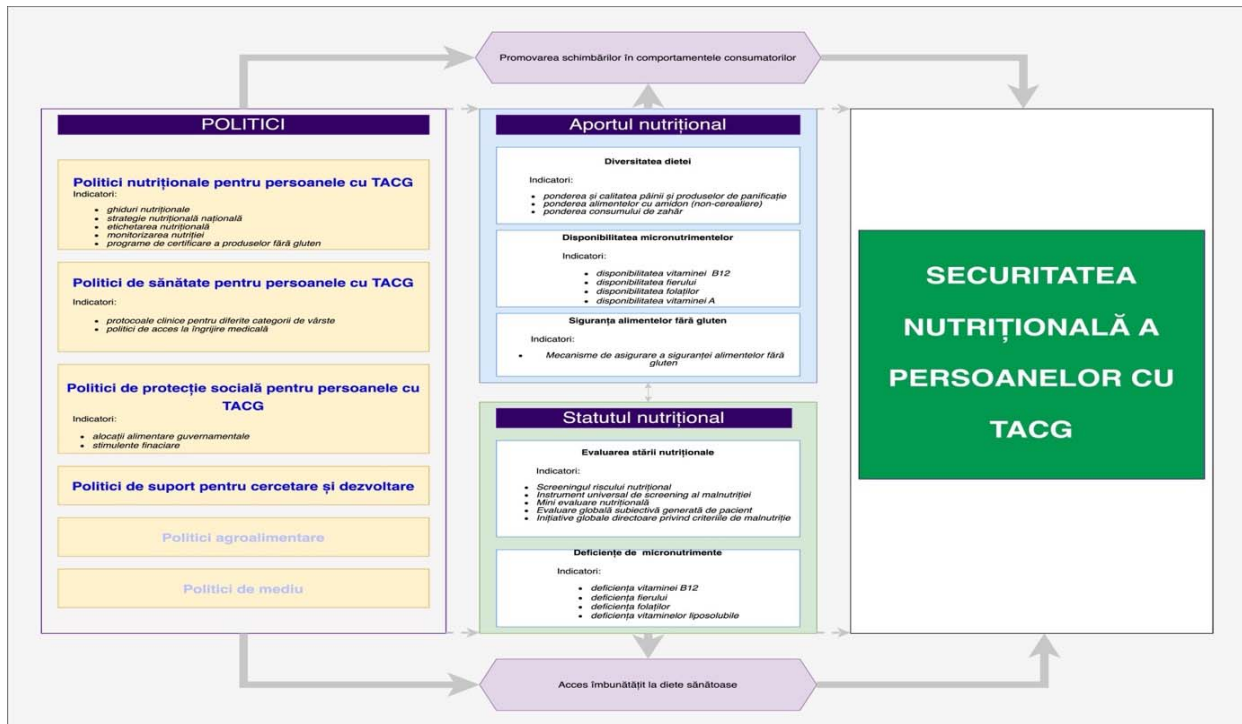 Promovarea schimbărilor în comportamentele consumatorilor
POLITICI
Politici nutriționale pentru persoanele cu TACG
Indicatori:
• ghiduri nutriționale
• strategie nutrițională națională
• etichetarea nutrițională
• monitorizarea nutriției
• programe de certificare a produselor fără gluten
Politici de sănătate pentru persoanele cu TACG
Indicatori:
• protocoale clinice pentru diferite categorii de vârste
• politici de acces la îngrijire medicală
Politici de protecție socială pentru persoanele cu
TACG
Indicatori:
• alocații alimentare guvernamentale
• stimulente finaciare
Politici de suport pentru cercetare și dezvoltare
Politici agroalimentare
Politici de mediu
Aportul nutrițional
Diversitatea dietei
Indicatori:
• ponderea și calitatea pâinii și produselor de panificație
• ponderea alimentelor cu amidon (non-cerealiere)
• ponderea consumului de zahăr
Disponibilitatea micronutrimentelor
Indicatori:
• disponibilitatea vitaminei B12
• disponibilitatea fierului
• disponibilitatea folaților
• disponibilitatea vitaminei A
Siguranța alimentelor fără gluten
Indicatori:
• Mecanisme de asigurare a siguranței alimentelor fără
gluten
Statutul nutrițional
Evaluarea stării nutriționale
Indicatori:
• Screeningul riscului nutrițional
• Instrument universal de screening al malnutriției
• Mini evaluare nutrițională
• Evaluare globală subiectivă generată de pacient
• Inițiative globale directoare privind criteriile de malnutriție
Deficiențe de micronutrimente
Indicatori:
• deficiența vitaminei B12
• deficiența fierului
• deficiența folaților
• deficiența vitaminelor liposolubile
SECURITATEA
NUTRIȚIONALĂ A
PERSOANELOR CU
TACG
Acces îmbunătățit la diete sănătoase